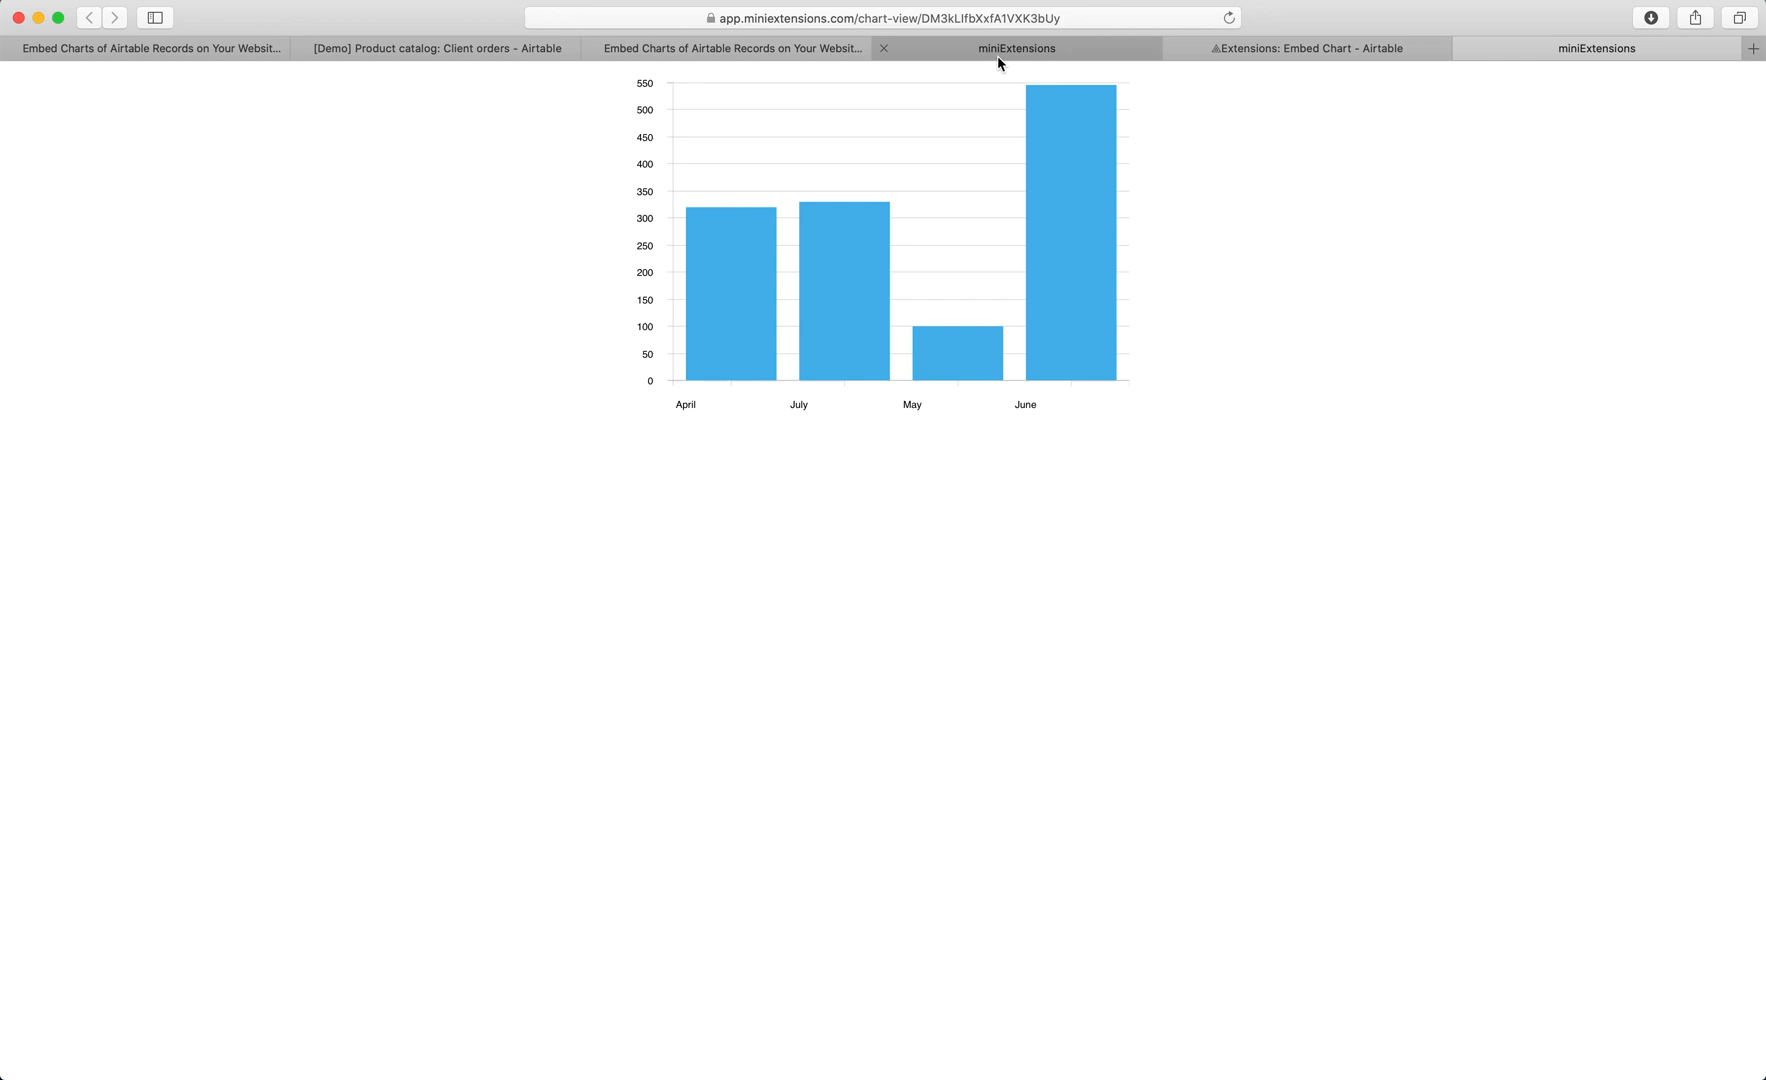 app.miniextensions.com/chart-view/DM3kLIfbXxfA1VXK3bUy
Embed Charts of Airtable Records on Your Websit...
[Demo] Product catalog: Client orders - Airtable
Embed Charts of Airtable Records on Your Websit...
miniExtensions
Extensions: Embed Chart - Airtable
miniExtensions
550
500
450
400
350
300
250
200
150
100
50
0
April
July
May
June